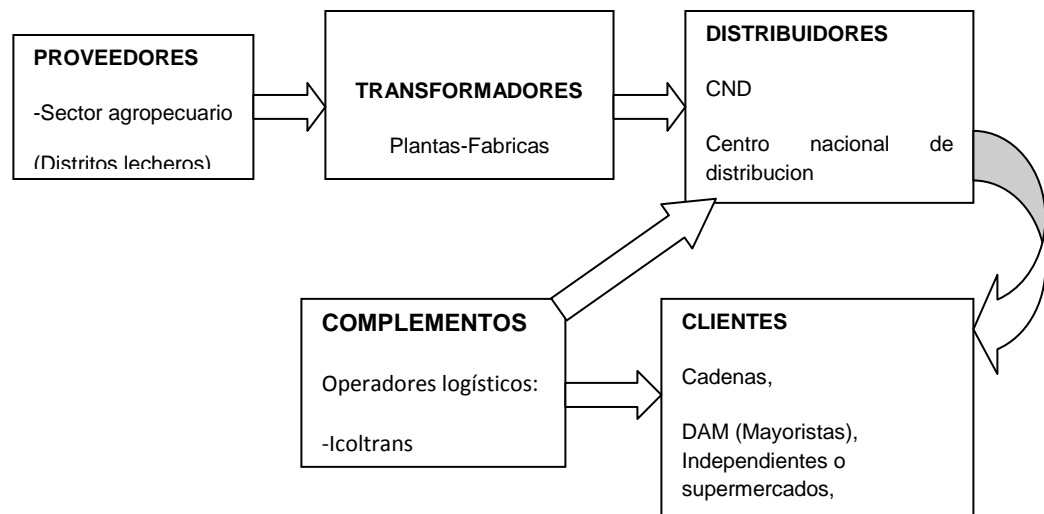 PROVEEDORES
-Sector agropecuario
(Distritos lecheros)
TRANSFORMADORES
Plantas-Fabricas
DISTRIBUIDORES
CND
Centro nacional de
distribucion
COMPLEMENTOS
Operadores logísticos:
-Icoltrans
CLIENTES
Cadenas,
DAM (Mayoristas),
Independientes o
supermercados,